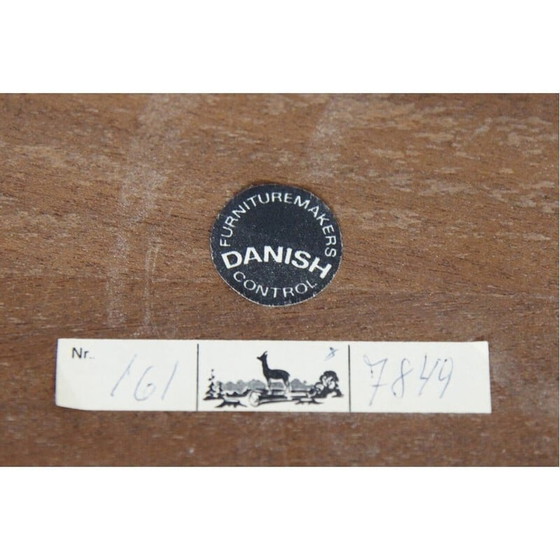 FURNITUREMAKERS
DANISH
CONTROL
Nr. 161 7849